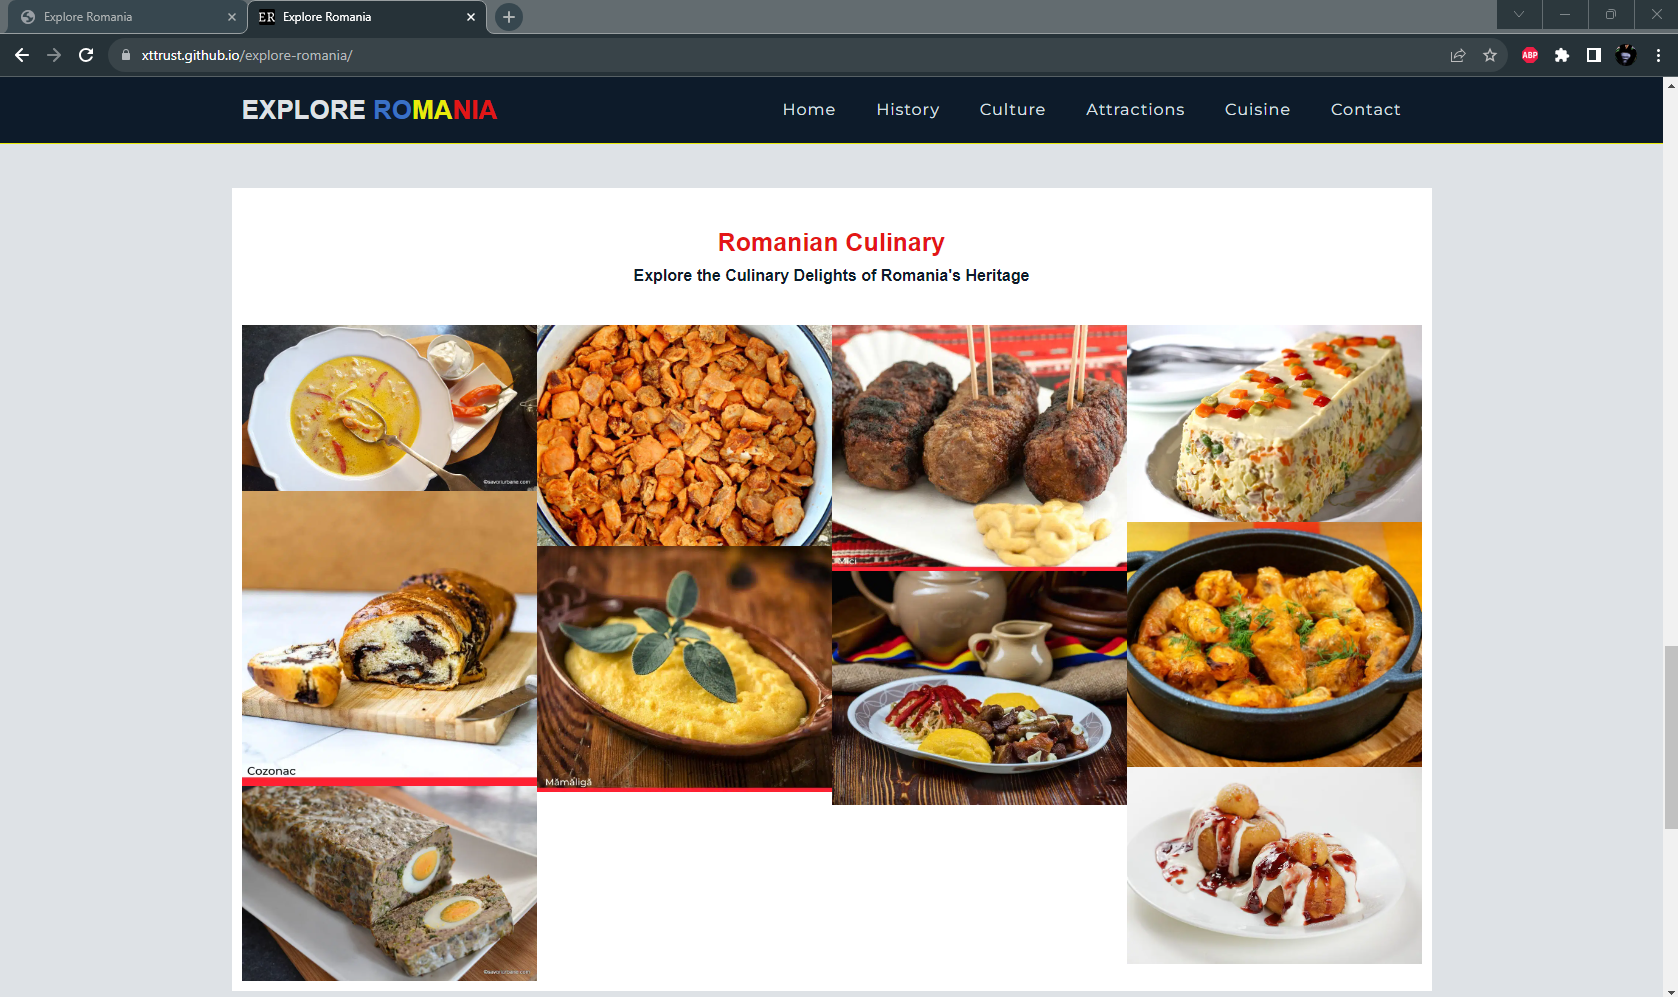 Explore Romania
ER Explore Romania
xttrust.github.io/explore-romania/
ABP
EXPLORE ROMANIA
Home History Culture Attractions Cuisine Contact
Romanian Culinary
Explore the Culinary Delights of Romania's Heritage
©savoriurbane.com
Mici
Cozonac
Mămăligă
©savoriurbane.com